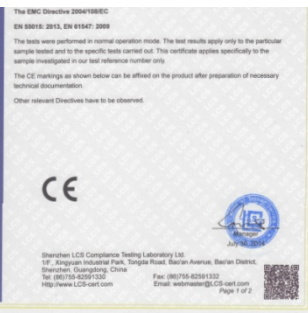 The EMC Directive 2004/108/EC
EN 55015: 2013, EN 61547: 2009
The tests were performed in normal operation mode. The test results apply only to the particular
sample tested and to the specific tests carried out. This certificate applies specifically to the
sample investigated in our test reference number only.
The CE markings as shown below can be affixed on the product after preparation of necessary
technical documentation.
Other relevant Directives have to be observed.
CE
Manager
July 30, 2014
Shenzhen LCS Compliance Testing Laboratory Ltd.
1/F., Xingyuan Industrial Park, Tongda Road, Bao'an Avenue, Bao'an District,
Shenzhen, Guangdong, China
Tel: (86)755-82591330 Fax: (86)755-82591332
Http://www.LCS-cert.com Email: webmaster@LCS-cert.com
Page 1 of 2